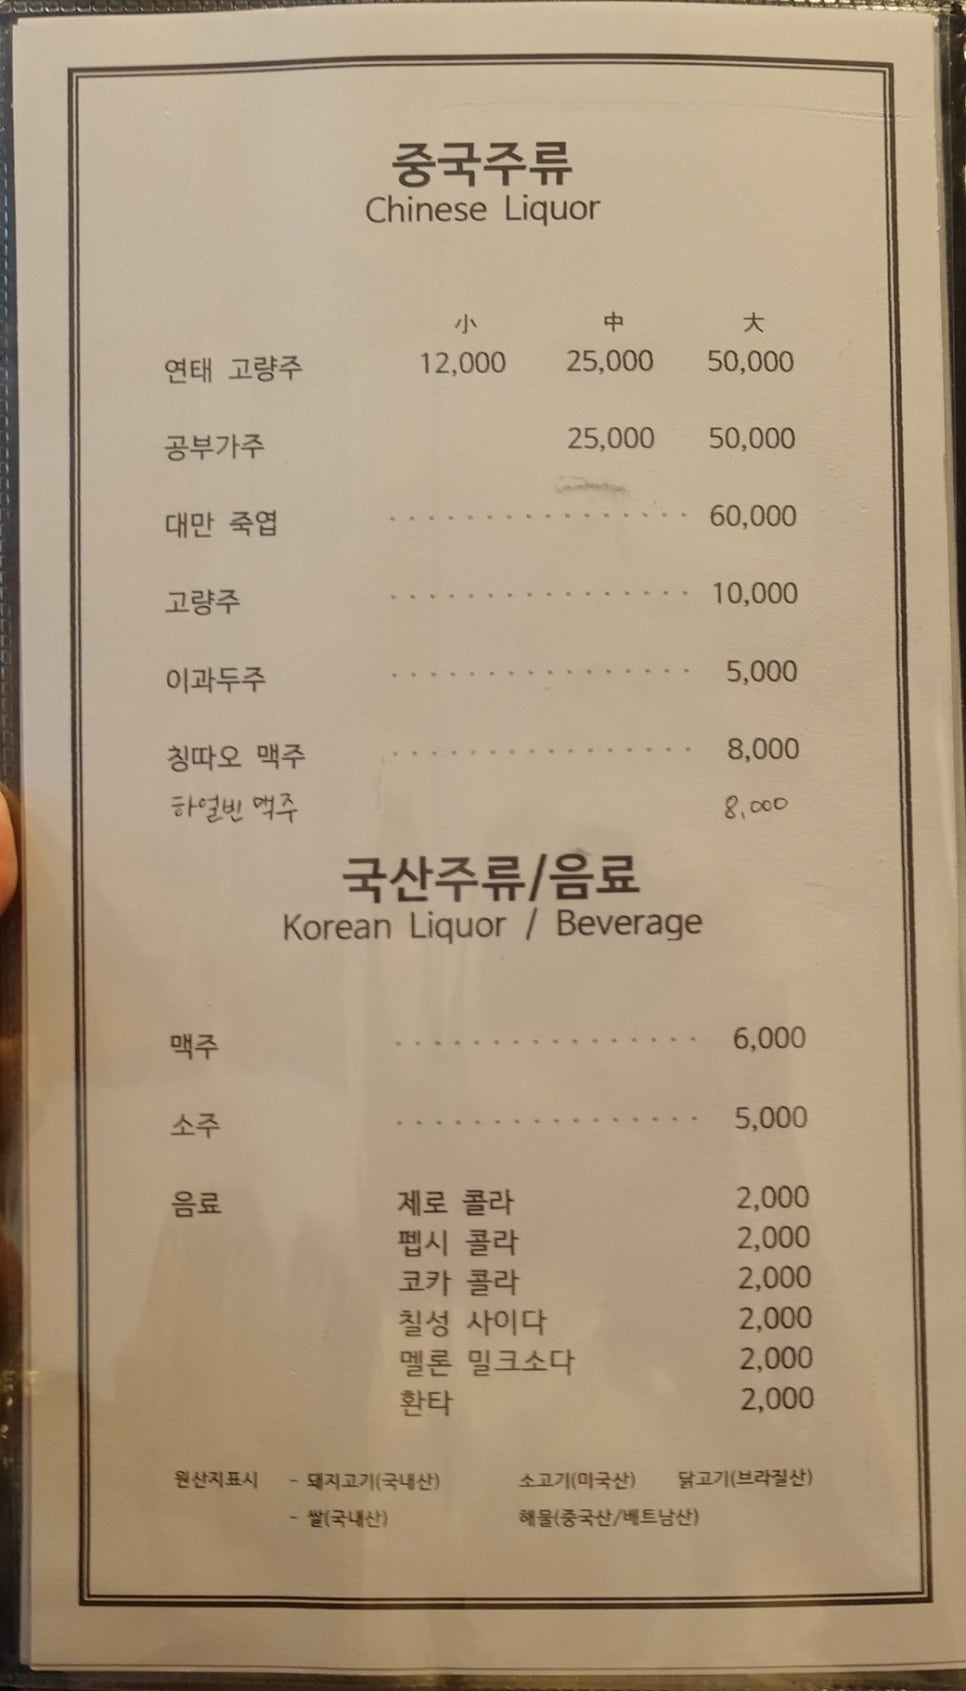 중국주류
Chinese Liquor
小 中 大
연태 고량주 12,000 25,000 50,000
공부가주 25,000 50,000
대만 죽엽 ················ 60,000
고량주 ················ 10,000
이과두주 ················ 5,000
칭따오 맥주 ················ 8,000
하얼빈 맥주 8,000
국산주류/음료
Korean Liquor / Beverage
맥주 ················ 6,000
소주 ················ 5,000
음료 제로 콜라 2,000
펩시 콜라 2,000
코카 콜라 2,000
칠성 사이다 2,000
멜론 밀크소다 2,000
환타 2,000
원산지표시 - 돼지고기(국내산) 소고기(미국산) 닭고기(브라질산)
- 쌀(국내산) 해물(중국산/베트남산)